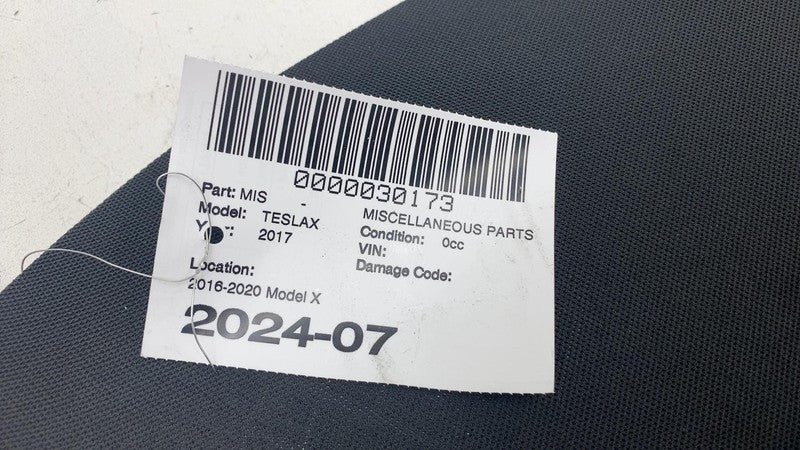 0000030173
Part: MIS - MISCELLANEOUS PARTS
Model: TESLAX Condition: 0cc
2017 VIN:
Location: Damage Code:
2016-2020 Model X
2024-07